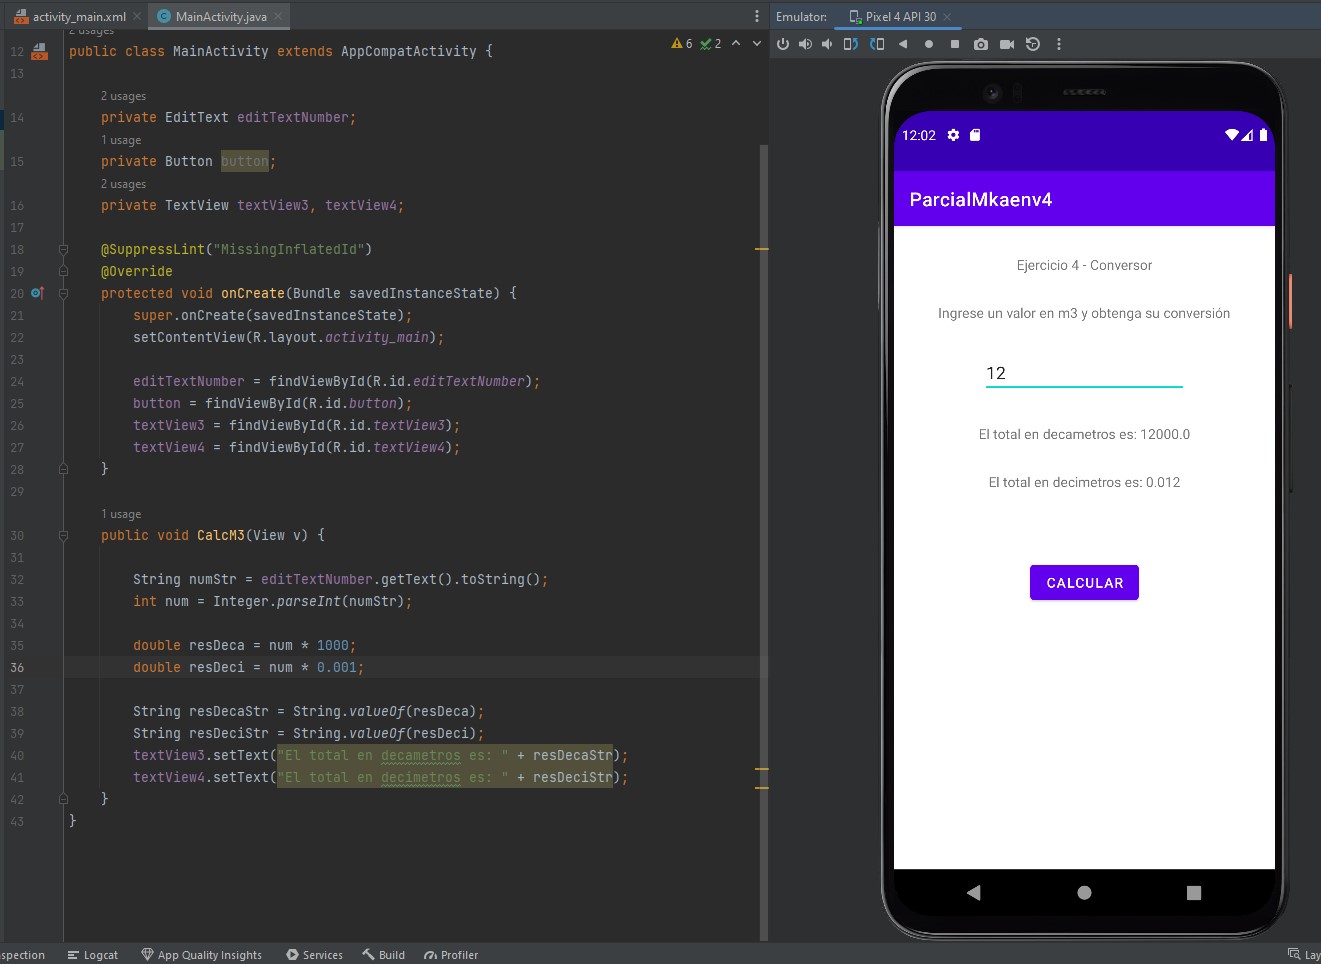 activity_main.xml
MainActivity.java
Emulator:
Pixel 4 API 30
2 usages
12 public class MainActivity extends AppCompatActivity {
6 2
13
2 usages
14 private EditText editTextNumber;
1 usage
15 private Button button;
2 usages
16 private TextView textView3, textView4;
17
18 @SuppressLint("MissingInflatedId")
19 @Override
20 protected void onCreate(Bundle savedInstanceState) {
21 super.onCreate(savedInstanceState);
22 setContentView(R.layout.activity_main);
23
24 editTextNumber = findViewById(R.id.editTextNumber);
25 button = findViewById(R.id.button);
26 textView3 = findViewById(R.id.textView3);
27 textView4 = findViewById(R.id.textView4);
28 }
29
1 usage
30 public void CalcM3(View v) {
31
32 String numStr = editTextNumber.getText().toString();
33 int num = Integer.parseInt(numStr);
34
35 double resDeca = num * 1000;
36 double resDeci = num * 0.001;
37
38 String resDecaStr = String.valueOf(resDeca);
39 String resDeciStr = String.valueOf(resDeci);
40 textView3.setText("El total en decametros es: " + resDecaStr);
41 textView4.setText("El total en decimetros es: " + resDeciStr);
42 }
43 }
12:02
ParcialMkaenv4
Ejercicio 4 - Conversor
Ingrese un valor en m3 y obtenga su conversión
12
El total en decametros es: 12000.0
El total en decimetros es: 0.012
CALCULAR
spection
Logcat
App Quality Insights
Services
Build
Profiler
Lay